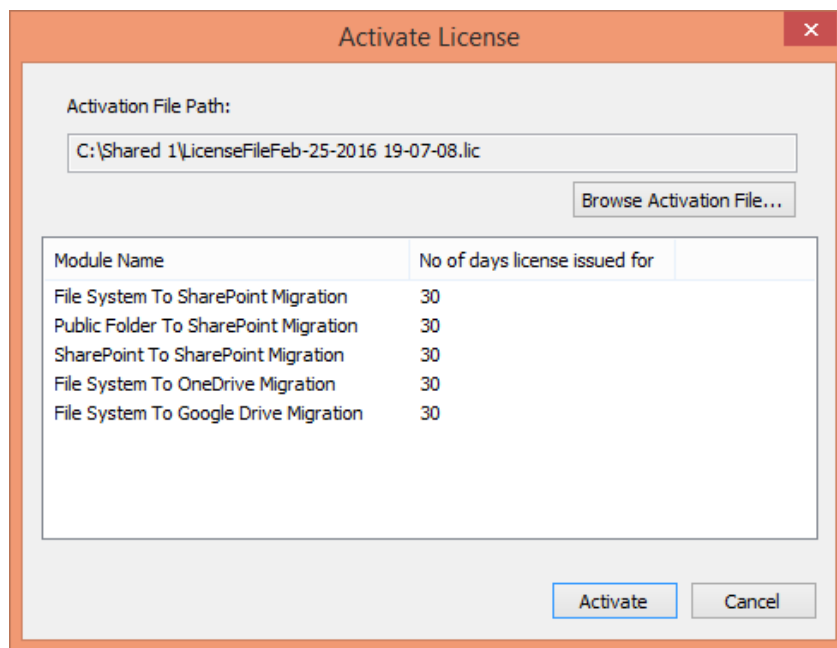 Activate License
Activation File Path:
C:\Shared 1\LicenseFileFeb-25-2016 19-07-08.lic
Browse Activation File...
Module Name No of days license issued for
File System To SharePoint Migration 30
Public Folder To SharePoint Migration 30
SharePoint To SharePoint Migration 30
File System To OneDrive Migration 30
File System To Google Drive Migration 30
Activate Cancel